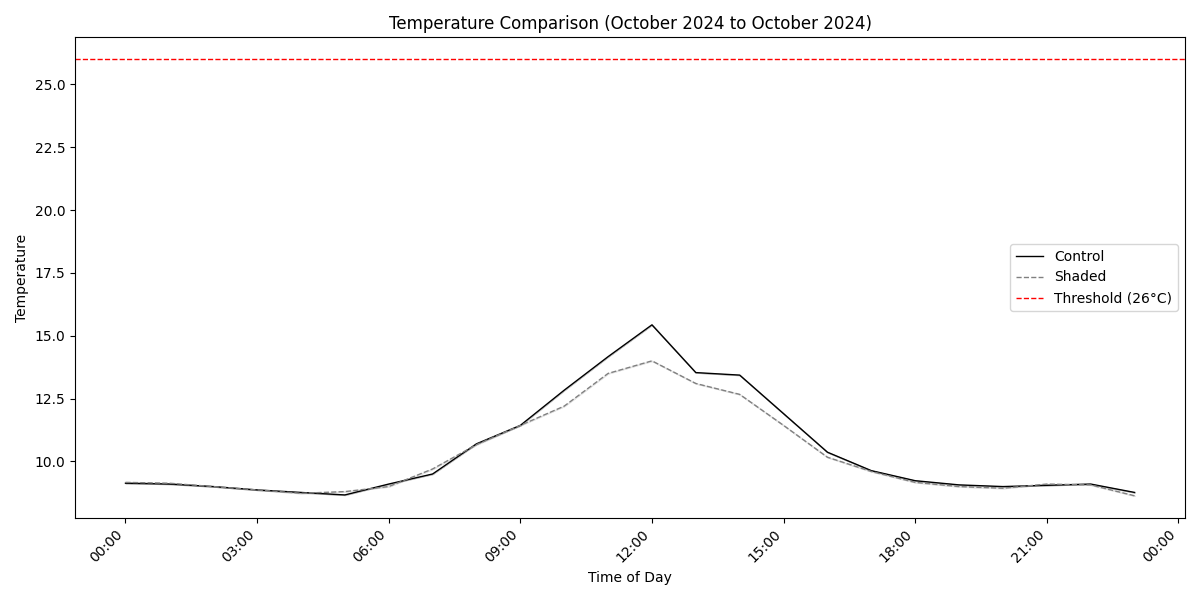 Temperature Comparison (October 2024 to October 2024)
25.0
22.5
20.0
17.5
15.0
12.5
10.0
Temperature
Control
Shaded
Threshold (26°C)
00:00
03:00
06:00
09:00
12:00
15:00
18:00
21:00
00:00
Time of Day